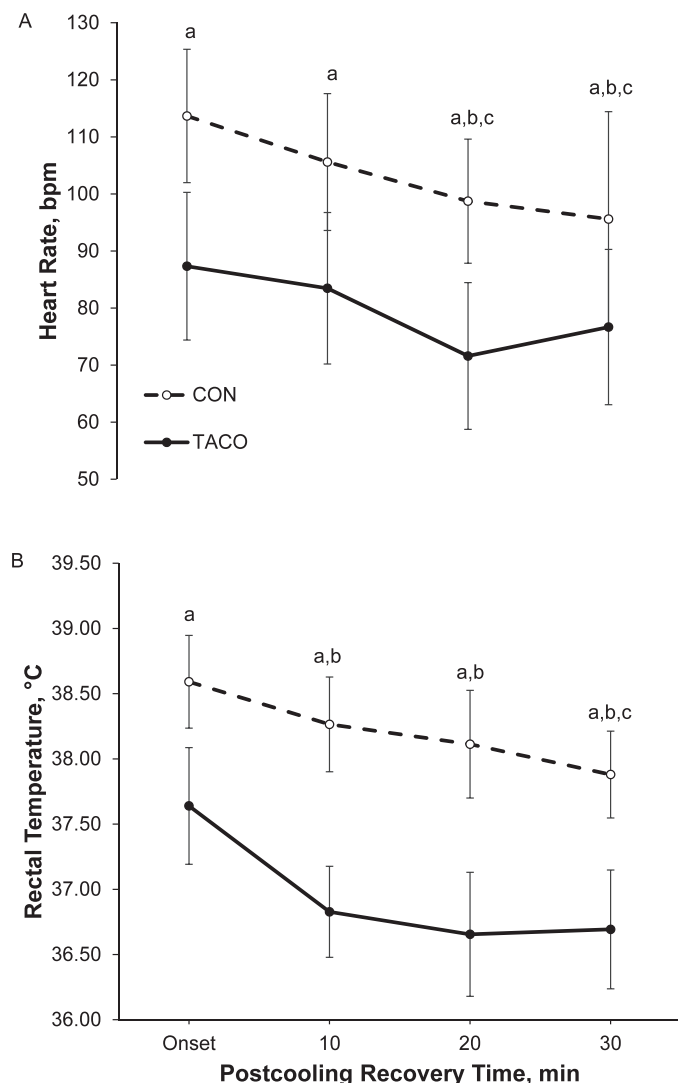 A
Heart Rate, bpm
130
120
110
100
90
80
70
60
50
a
a
a,b,c
a,b,c
CON
TACO
B
Rectal Temperature, °C
39.50
39.00
38.50
38.00
37.50
37.00
36.50
36.00
a
a,b
a,b
a,b,c
Onset 10 20 30
Postcooling Recovery Time, min